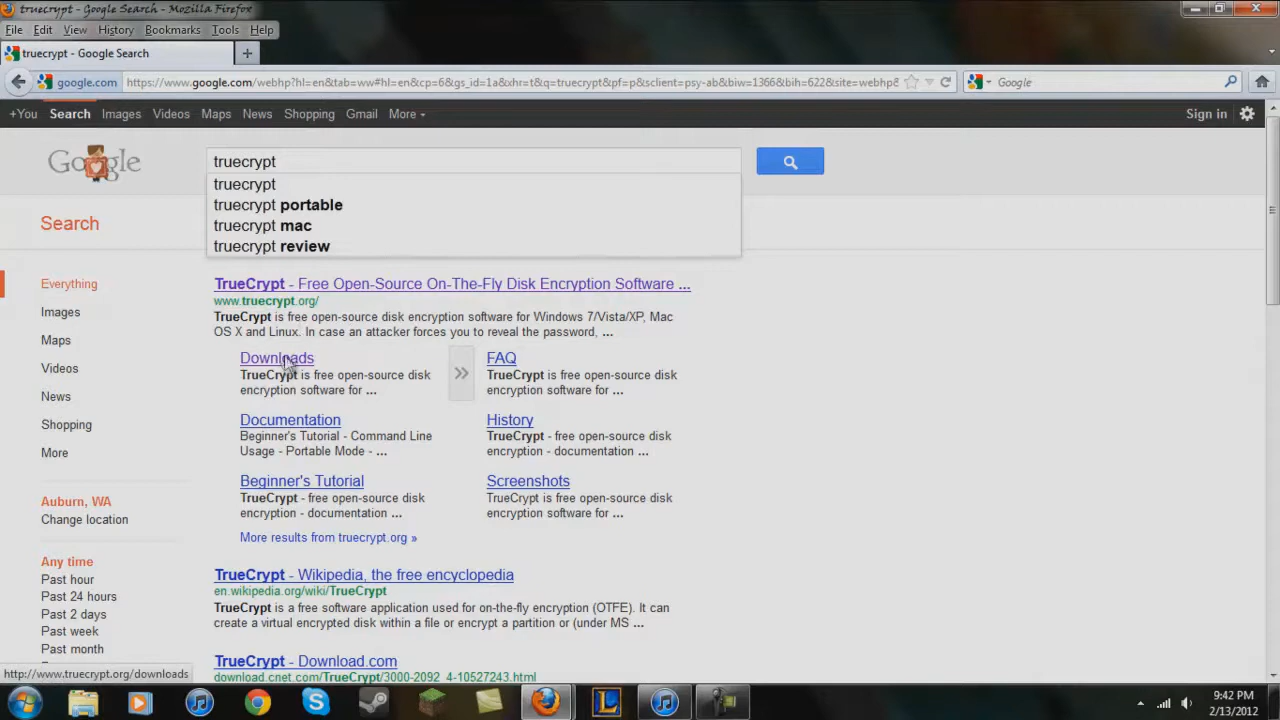 truecrypt - Google Search - Mozilla Firefox
File Edit View History Bookmarks Tools Help
truecrypt - Google Search
google.com https://www.google.com/webhp?hl=en&tab=ww#hl=en&cp=6&gs_id=1a&xhr=t&q=truecrypt&pf=p&sclient=psy-ab&biw=1366&bih=622&site=webhp& Google
+You Search Images Videos Maps News Shopping Gmail More Sign in
Google truecrypt
truecrypt
truecrypt portable
truecrypt mac
truecrypt review
Search
Everything
Images
Maps
Videos
News
Shopping
More
Auburn, WA
Change location
Any time
Past hour
Past 24 hours
Past 2 days
Past week
Past month
TrueCrypt - Free Open-Source On-The-Fly Disk Encryption Software ...
www.truecrypt.org/
TrueCrypt is free open-source disk encryption software for Windows 7/Vista/XP, Mac
OS X and Linux. In case an attacker forces you to reveal the password, ...
Downloads
TrueCrypt is free open-source disk
encryption software for ...
FAQ
TrueCrypt is free open-source disk
encryption software for ...
Documentation
Beginner's Tutorial - Command Line
Usage - Portable Mode - ...
History
TrueCrypt - free open-source disk
encryption - documentation ...
Beginner's Tutorial
TrueCrypt - free open-source disk
encryption - documentation ...
Screenshots
TrueCrypt is free open-source disk
encryption software for ...
More results from truecrypt.org »
TrueCrypt - Wikipedia, the free encyclopedia
en.wikipedia.org/wiki/TrueCrypt
TrueCrypt is a free software application used for on-the-fly encryption (OTFE). It can
create a virtual encrypted disk within a file or encrypt a partition or (under MS ...
TrueCrypt - Download.com
download.cnet.com/TrueCrypt/3000-2092_4-10527243.html
http://www.truecrypt.org/downloads
9:42 PM
2/13/2012